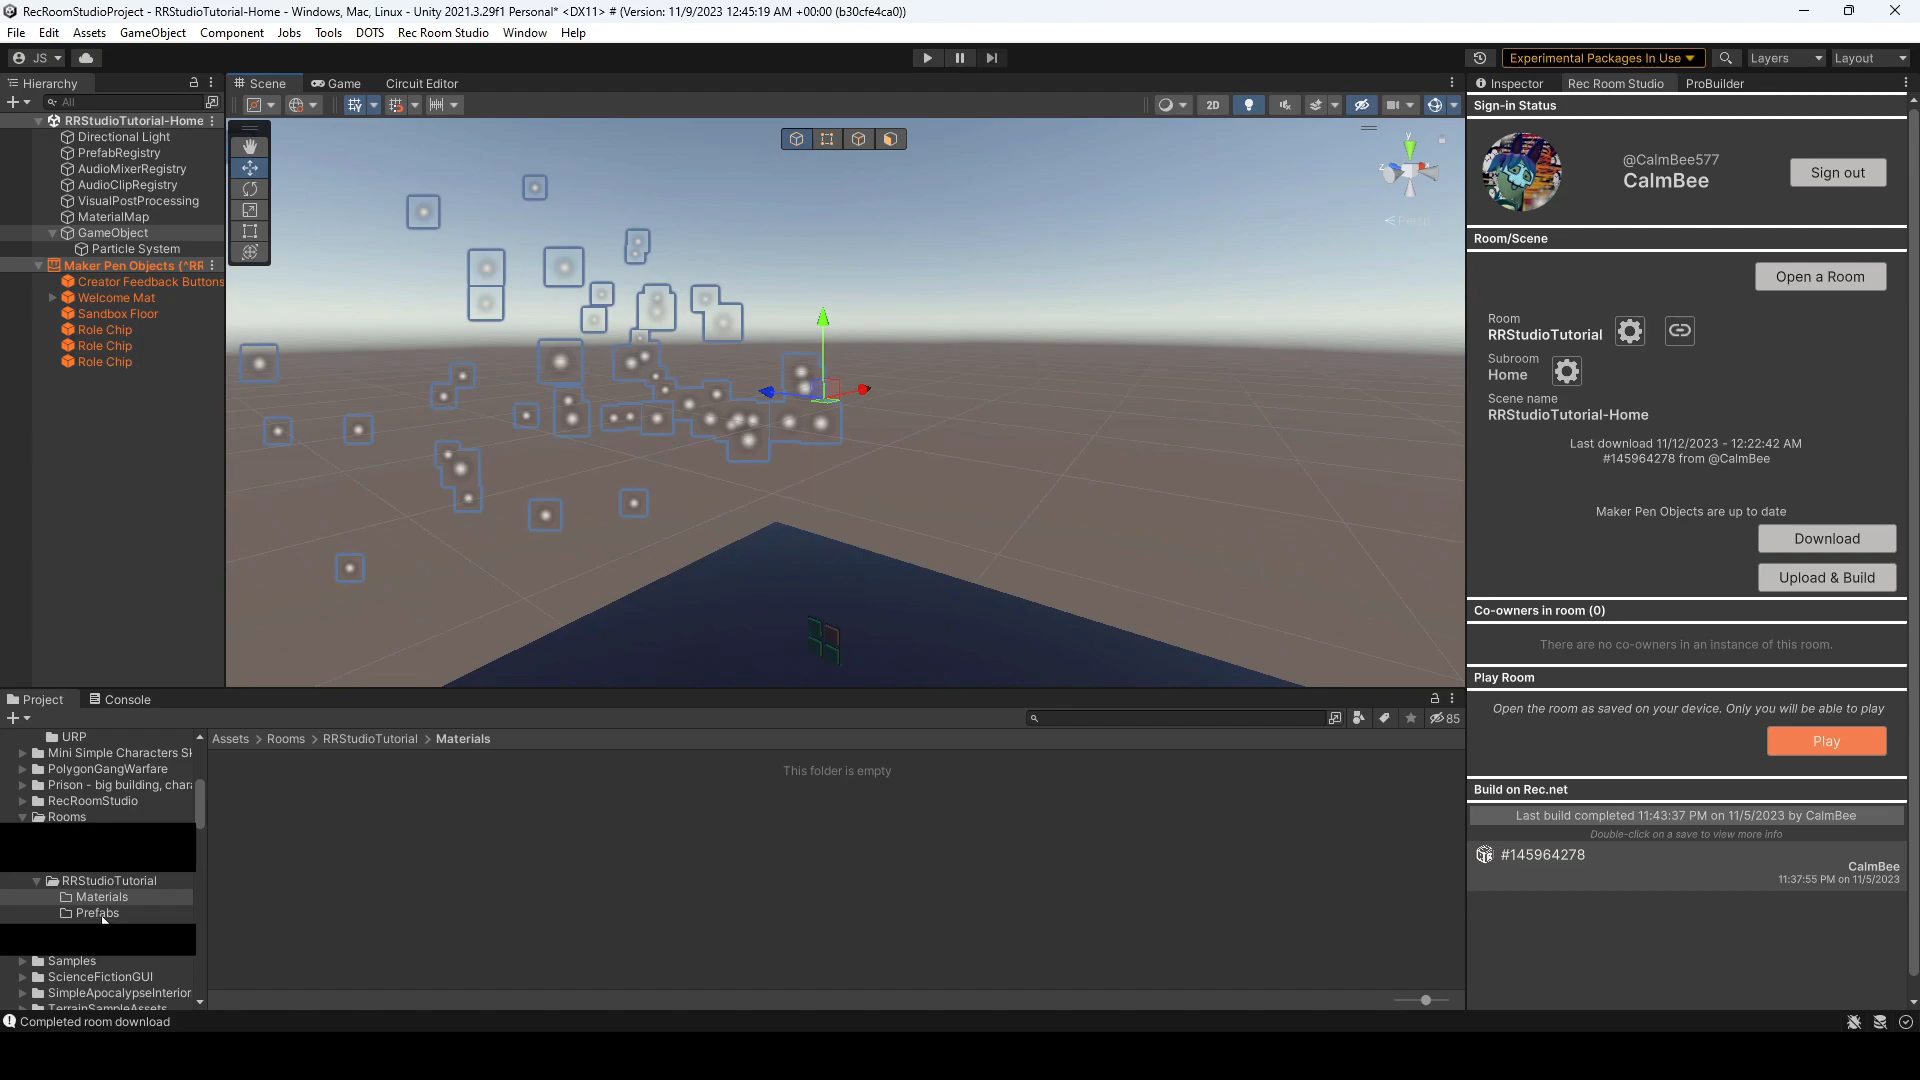 RecRoomStudioProject - RRStudioTutorial-Home - Windows, Mac, Linux - Unity 2021.3.29f1 Personal* <DX11> # (Version: 11/9/2023 12:45:19 AM +00:00 (b30cfe4ca0))
File Edit Assets GameObject Component Jobs Tools DOTS Rec Room Studio Window Help
JS Experimental Packages In Use Layers Layout
Hierarchy Scene Game Circuit Editor Inspector Rec Room Studio ProBuilder
All 2D
Sign-in Status
RRStudioTutorial-Home
Directional Light
PrefabRegistry
AudioMixerRegistry
AudioClipRegistry
VisualPostProcessing
MaterialMap
GameObject
Particle System
Maker Pen Objects (^RR
Creator Feedback Buttons
Welcome Mat
Sandbox Floor
Role Chip
Role Chip
Role Chip
y
z
Persp
@CalmBee577
CalmBee
Sign out
Room/Scene
Open a Room
Room
RRStudioTutorial
Subroom
Home
Scene name
RRStudioTutorial-Home
Last download 11/12/2023 - 12:22:42 AM
#145964278 from @CalmBee
Maker Pen Objects are up to date
Download
Upload & Build
Co-owners in room (0)
There are no co-owners in an instance of this room.
Play Room
Open the room as saved on your device. Only you will be able to play
Play
Build on Rec.net
Last build completed 11:43:37 PM on 11/5/2023 by CalmBee
Double-click on a save to view more info
#145964278
CalmBee
11:37:55 PM on 11/5/2023
Project Console
85
Assets > Rooms > RRStudioTutorial > Materials
This folder is empty
URP
Mini Simple Characters Sk
PolygonGangWarfare
Prison - big building, chara
RecRoomStudio
Rooms
RRStudioTutorial
Materials
Prefabs
Samples
ScienceFictionGUI
SimpleApocalypseInterior
TerrainSampleAssets
Completed room download